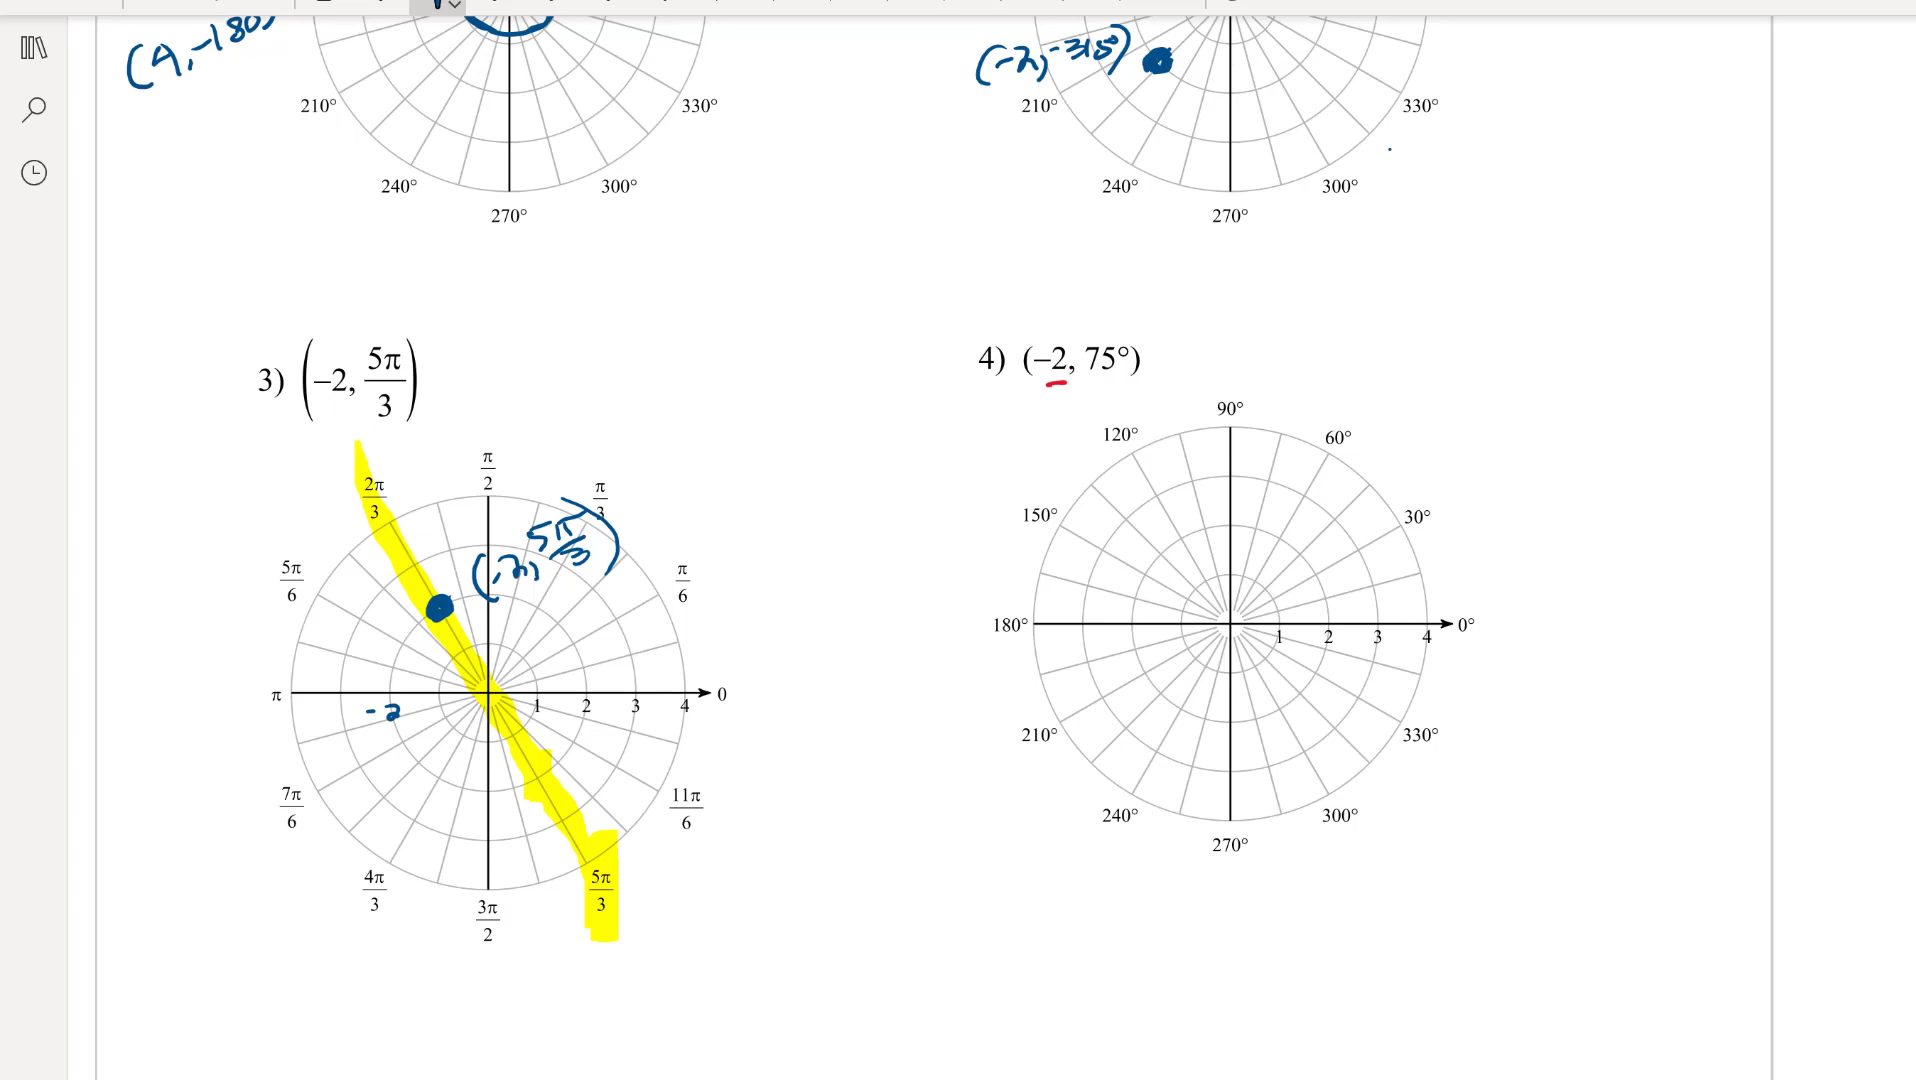 (4, -180)
(-2, -315°)
210° 330° 210° 330°
240° 300° 240° 300°
270° 270°
3) (–2, 5π/3)
4) (–2, 75°)
90°
120° 60°
150° 30°
180° 1 2 3 4 0°
210° 330°
240° 300°
270°
π/2
2π/3 π/3
(-2, 5π/3)
5π/6 π/6
π 1 2 3 4 0
-2
7π/6 11π/6
4π/3 5π/3
3π/2